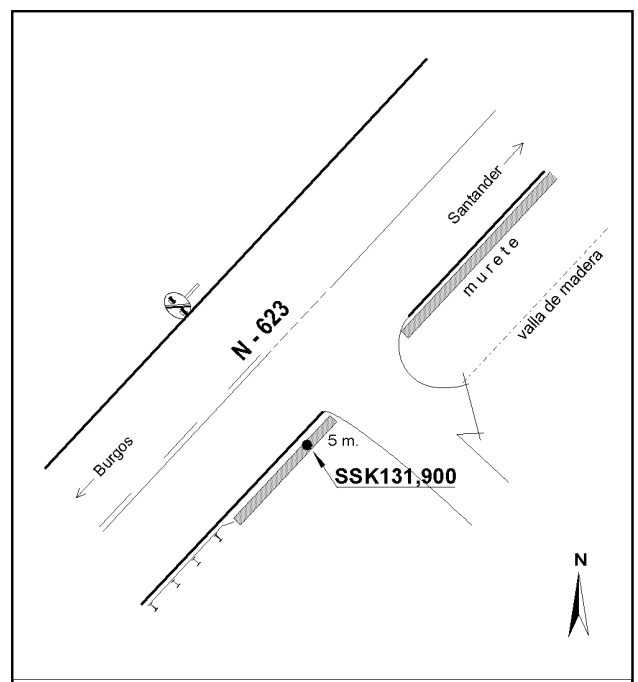 Santander
murete
valla de madera
N - 623
Burgos
5 m.
SSK131,900
N